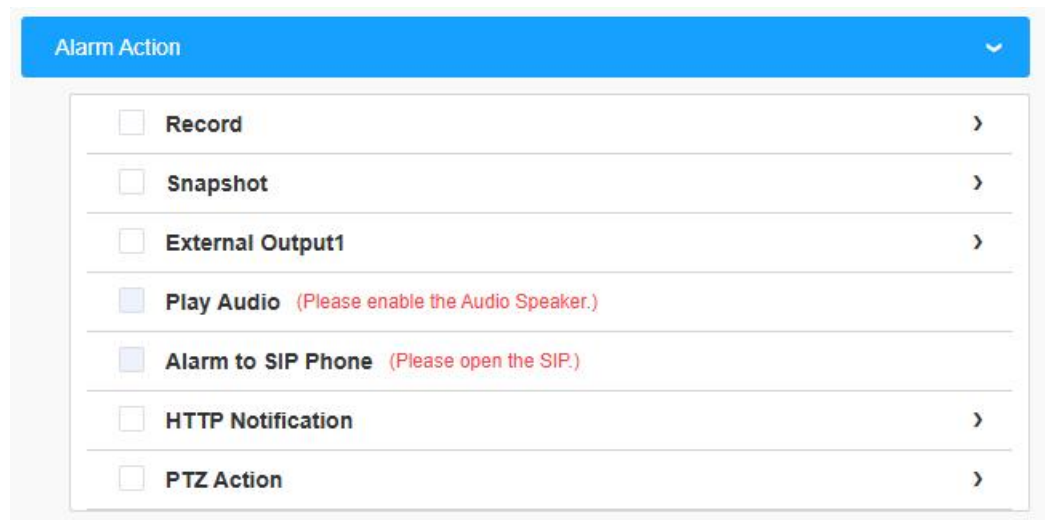 Alarm Action
Record
Snapshot
External Output1
Play Audio (Please enable the Audio Speaker.)
Alarm to SIP Phone (Please open the SIP.)
HTTP Notification
PTZ Action